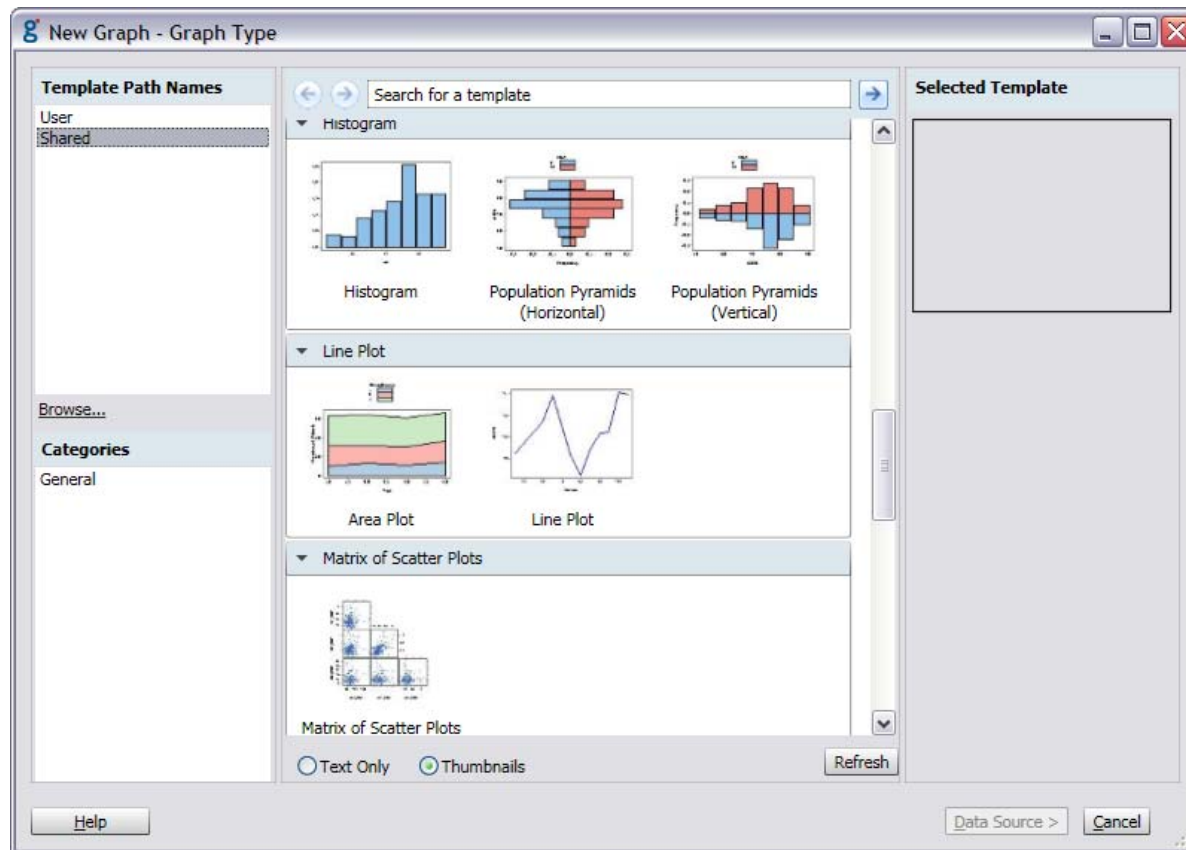 New Graph - Graph Type
Template Path Names
User
Shared
Browse...
Categories
General
Search for a template
Histogram
Histogram
Population Pyramids
(Horizontal)
Population Pyramids
(Vertical)
Line Plot
Area Plot
Line Plot
Matrix of Scatter Plots
Matrix of Scatter Plots
Text Only
Thumbnails
Refresh
Selected Template
Help
Data Source >
Cancel